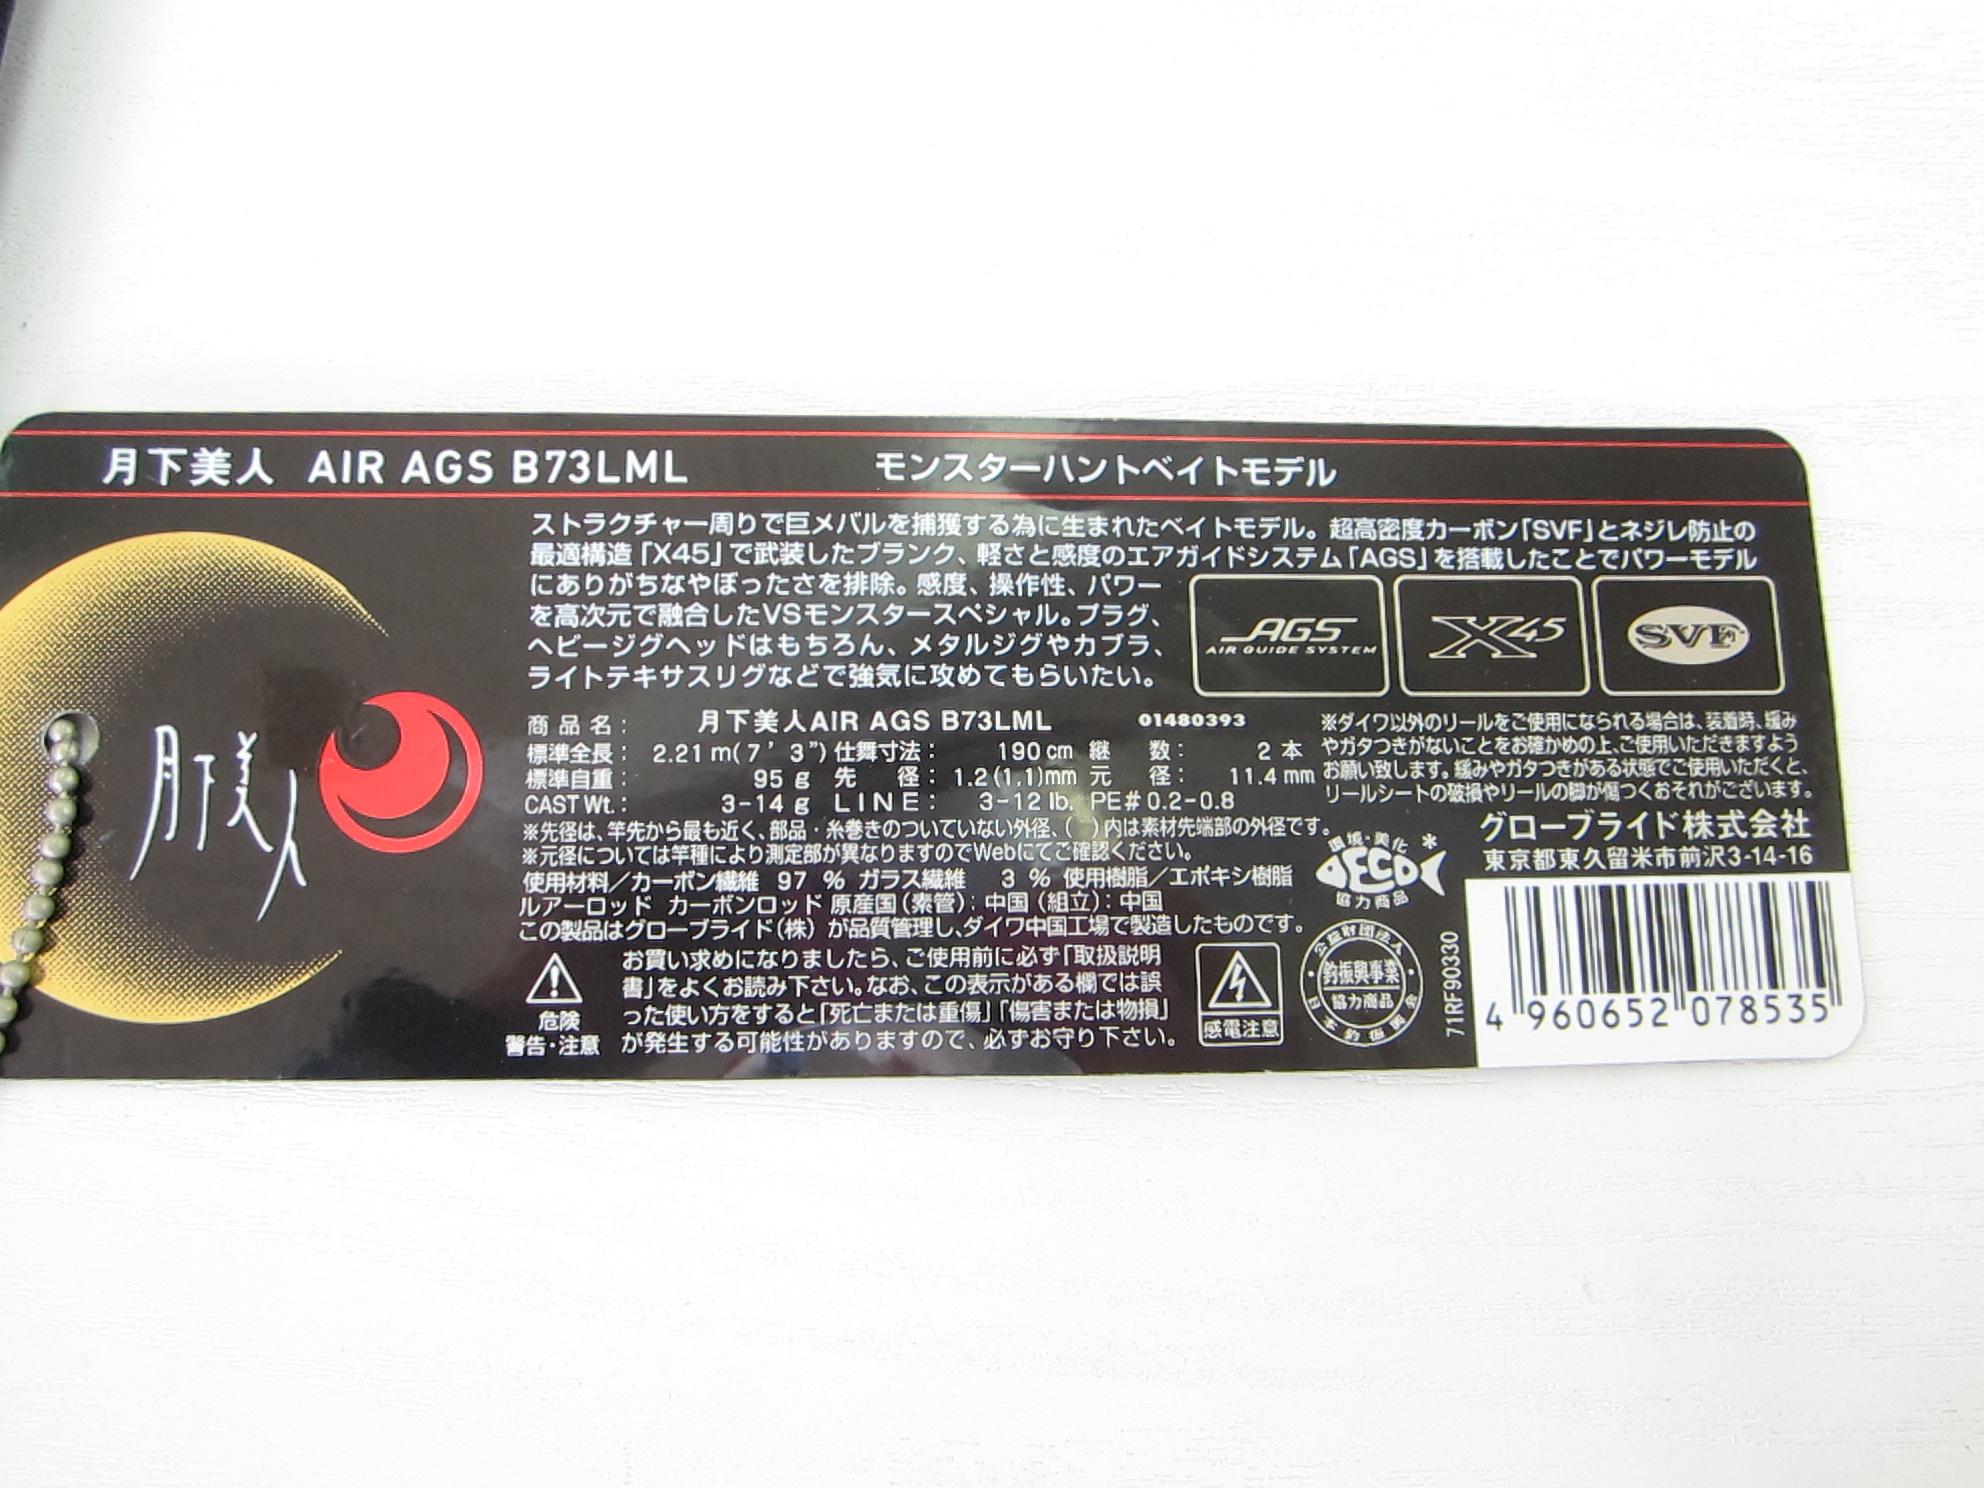 月下美人 AIR AGS B73LML モンスターハントベイトモデル
ストラクチャー周りで巨メバルを捕獲する為に生まれたベイトモデル。超高密度カーボン「SVF」とネジレ防止の
最適構造「X45」で武装したブランク、軽さと感度のエアガイドシステム「AGS」を搭載したことでパワーモデル
にありがちなやぼったさを排除。感度、操作性、パワー
を高次元で融合したVSモンスタースペシャル。プラグ、
ヘビージグヘッドはもちろん、メタルジグやカブラ、
ライトテキサスリグなどで強気に攻めてもらいたい。
AGS
AIR GUIDE SYSTEM
X45
SVF
月下美人
商品名: 月下美人AIR AGS B73LML 01480393
標準全長: 2.21m(7'3") 仕舞寸法: 190cm 継数: 2本
標準自重: 95g 先径: 1.2(1.1)mm 元径: 11.4mm
CAST Wt.: 3-14g LINE: 3-12lb. PE#0.2-0.8
※先径は、竿先から最も近く、部品・糸巻きのついていない外径、( )内は素材先端部の外径です。
※元径については竿種により測定部が異なりますのでWebにてご確認ください。
使用材料/カーボン繊維 97 % ガラス繊維 3 % 使用樹脂/エポキシ樹脂
ルアーロッド カーボンロッド 原産国(素管):中国(組立):中国
この製品はグローブライド(株)が品質管理し、ダイワ中国工場で製造したものです。
※ダイワ以外のリールをご使用になられる場合は、装着時、緩み
やガタつきがないことをお確かめの上、ご使用いただきますよう
お願い致します。緩みやガタつきがある状態でご使用いただくと、
リールシートの破損やリールの脚が傷つくおそれがございます。
グローブライド株式会社
東京都東久留米市前沢3-14-16
環境・美化
DECO
協力商品
危険
警告・注意
お買い求めになりましたら、ご使用前に必ず「取扱説明
書」をよくお読み下さい。なお、この表示がある欄では誤
った使い方をすると「死亡または重傷」「傷害または物損」
が発生する可能性がありますので、必ずお守り下さい。
感電注意
公益財団法人
釣振興事業
協力商品
日本釣振興会
71RF90330
4 960652 078535